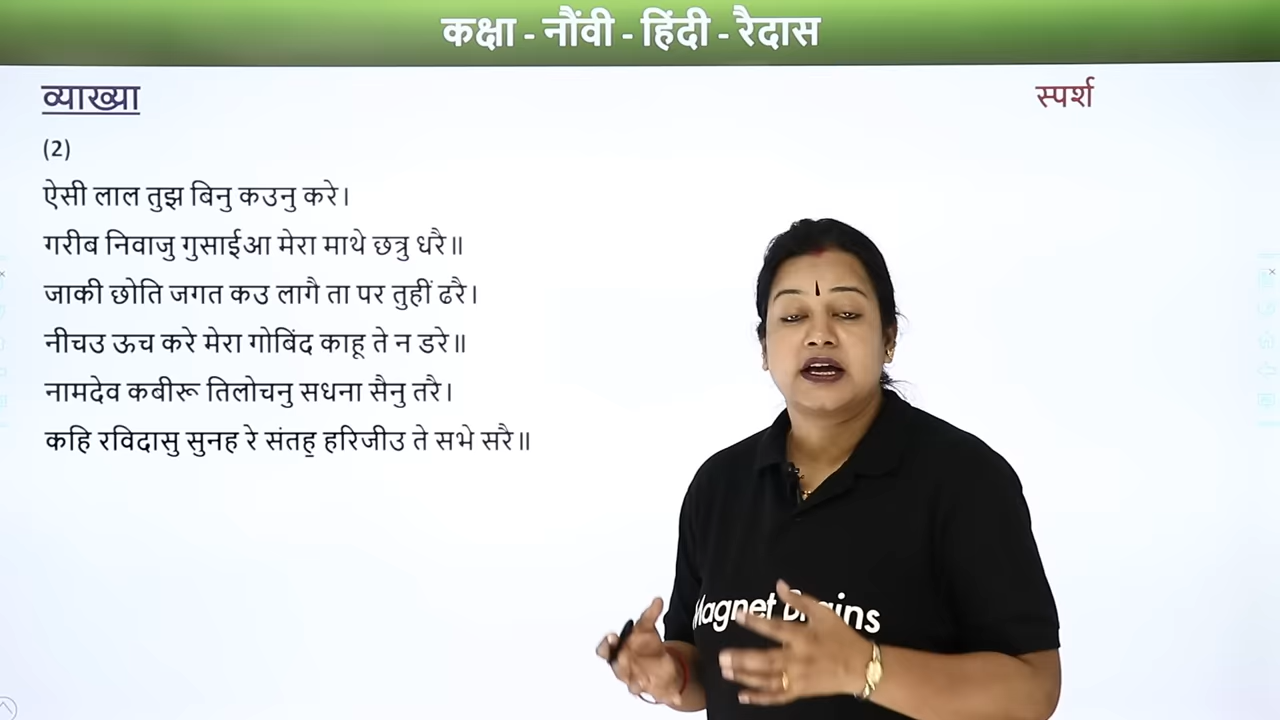 कक्षा - नौंवी - हिंदी - रैदास
व्याख्या
स्पर्श
(2)
ऐसी लाल तुझ बिनु कउनु करे।
गरीब निवाजु गुसाईआ मेरा माथे छत्रु धरै॥
जाकी छोति जगत कउ लागै ता पर तुहीं ढरै।
नीचउ ऊच करे मेरा गोबिंद काहू ते न डरे॥
नामदेव कबीरू तिलोचनु सधना सैनु तरै।
कहि रविदासु सुनह रे संतहु हरिजीउ ते सभे सरै॥
Magnet Brains